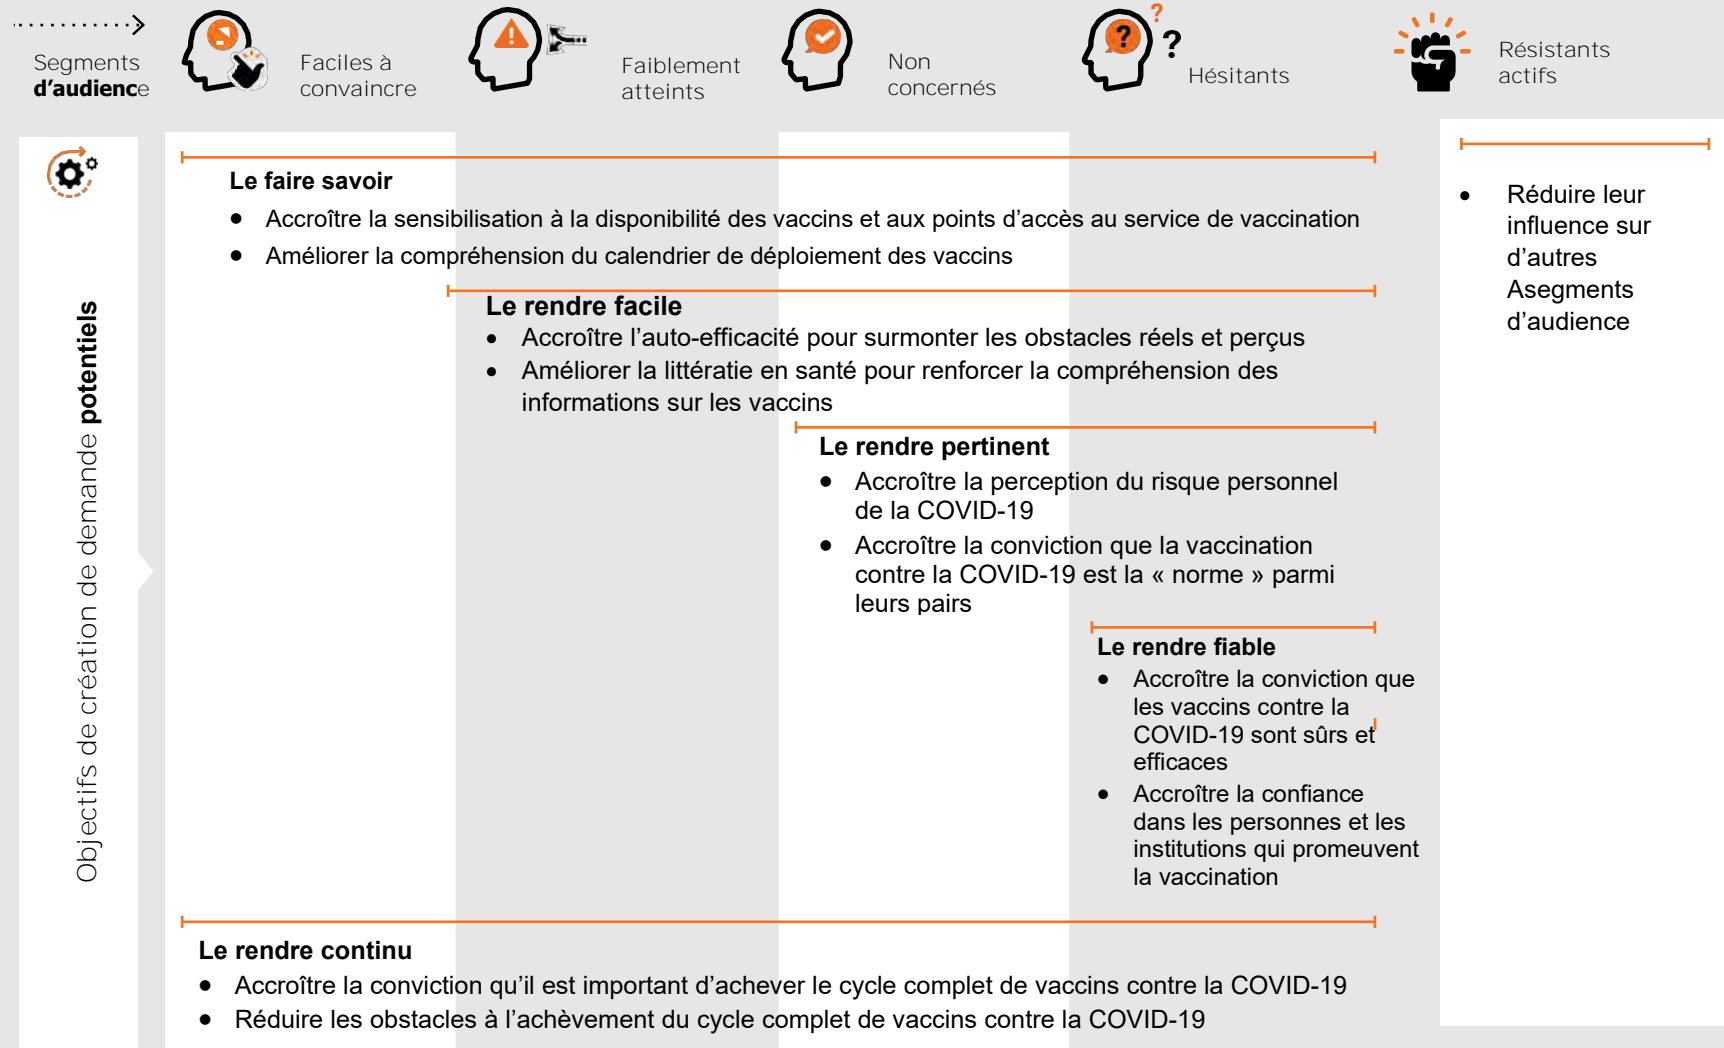 Segments
d'audience
Faciles à
convaincre
Faiblement
atteints
Non
concernés
?
?
?
Hésitants
Résistants
actifs
Objectifs de création de demande potentiels
Le faire savoir
• Accroître la sensibilisation à la disponibilité des vaccins et aux points d'accès au service de vaccination
• Améliorer la compréhension du calendrier de déploiement des vaccins
Le rendre facile
• Accroître l'auto-efficacité pour surmonter les obstacles réels et perçus
• Améliorer la littératie en santé pour renforcer la compréhension des
informations sur les vaccins
Le rendre pertinent
• Accroître la perception du risque personnel
de la COVID-19
• Accroître la conviction que la vaccination
contre la COVID-19 est la « norme » parmi
leurs pairs
Le rendre fiable
• Accroître la conviction que
les vaccins contre la
COVID-19 sont sûrs et
efficaces
• Accroître la confiance
dans les personnes et les
institutions qui promeuvent
la vaccination
Le rendre continu
• Accroître la conviction qu'il est important d'achever le cycle complet de vaccins contre la COVID-19
• Réduire les obstacles à l'achèvement du cycle complet de vaccins contre la COVID-19
• Réduire leur
influence sur
d'autres
Asegments
d'audience